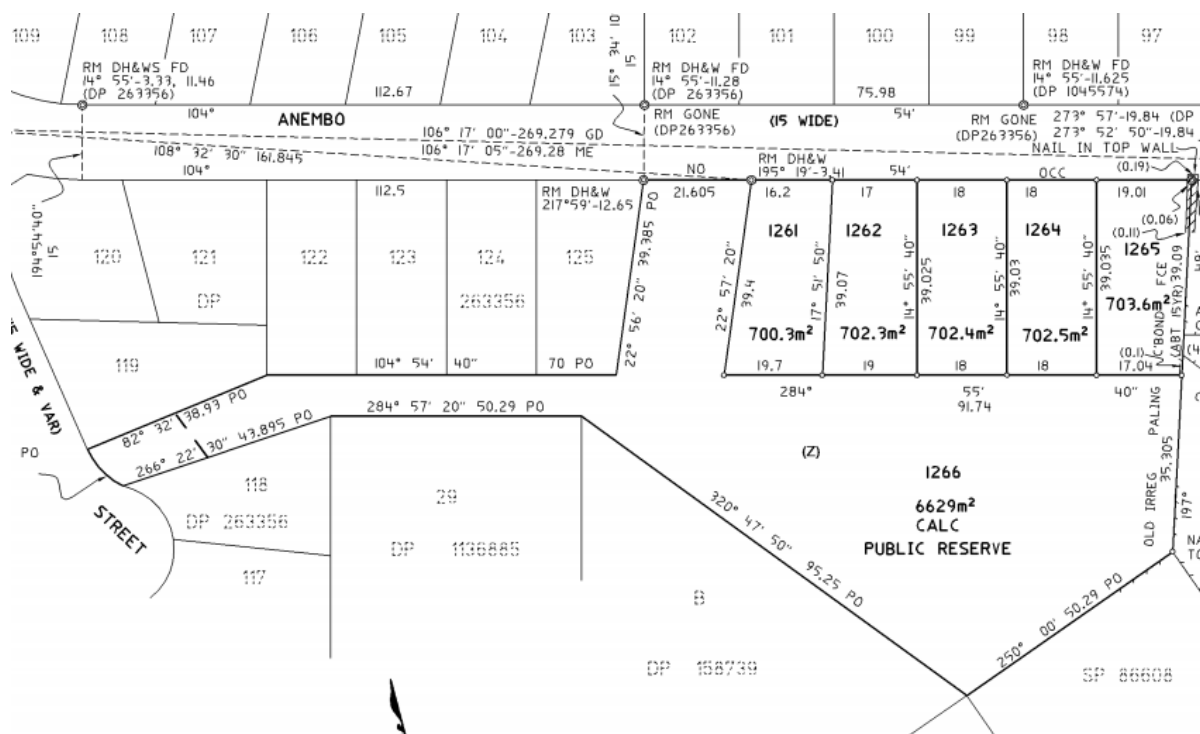 109
108
107
106
105
104
103
102
101
100
99
98
97
15° 34' 10
15
RM DH&WS FD
14° 55'-3.33, 11.46
(DP 263356)
112.67
RM DH&W FD
14° 55'-11.28
(DP 263356)
75.98
RM DH&W FD
14° 55'-11.625
(DP 1045574)
104°
ANEMBO
RM GONE
(DP263356)
(15 WIDE)
54'
RM GONE
(DP263356)
273° 57'-19.84 (DP
273° 52' 50"-19.84
106° 17' 00"-269.279 GD
106° 17' 05"-269.28 ME
NAIL IN TOP WALL
108° 32' 30" 161.845
104°
NO
RM DH&W
195° 19'-3.41
54'
OCC
(0.19)
194°54'40"
15
112.5
RM DH&W
217°59'-12.65
21.605
16.2
17
18
18
19.01
(0.06)
(0.11)
120
121
122
123
124
125
DP
263356
22° 56' 20" 39.385 PO
22° 57' 20"
39.4
1261
700.3m²
17° 51' 50"
39.07
1262
702.3m²
14° 55' 40"
39.025
1263
702.4m²
14° 55' 40"
39.03
1264
702.5m²
14° 55' 40"
39.035
1265
703.6m²
C'BOND FCE
(ABT 15YR) 39.09
(0.1)
119
104° 54' 40"
70 PO
19.7
19
18
18
17.04
284° 55' 40"
91.74
(5 WIDE & VAR)
82° 32' 38.93 PO
266° 22' 30" 43.895 PO
284° 57' 20" 50.29 PO
PO
STREET
118
DP 263356
117
29
DP 1136885
320° 47' 50" 95.25 PO
(Z)
1266
6629m²
CALC
PUBLIC RESERVE
OLD IRREG PALING
35.305
197°
B
DP 158739
250° 00' 50.29 PO
SP 86608